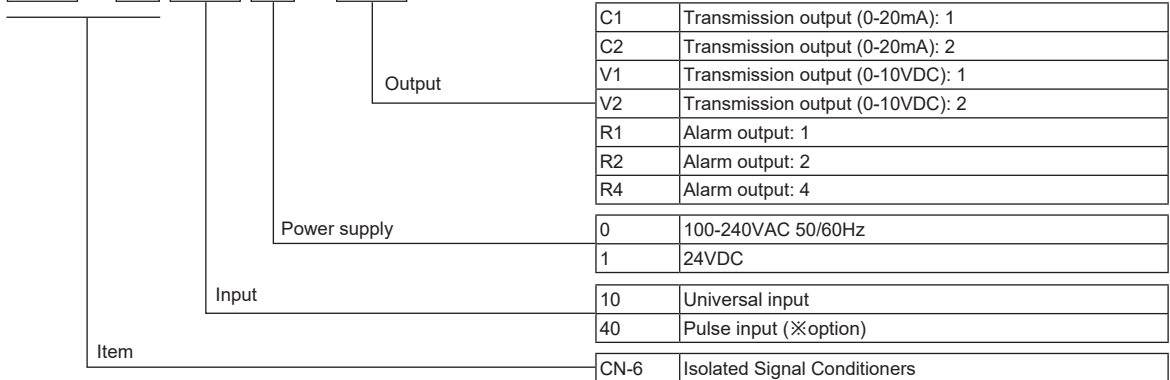 C1 Transmission output (0-20mA): 1
C2 Transmission output (0-20mA): 2
V1 Transmission output (0-10VDC): 1
Output
V2 Transmission output (0-10VDC): 2
R1 Alarm output: 1
R2 Alarm output: 2
R4 Alarm output: 4
Power supply
0 100-240VAC 50/60Hz
1 24VDC
Input
10 Universal input
40 Pulse input (※option)
Item
CN-6 Isolated Signal Conditioners